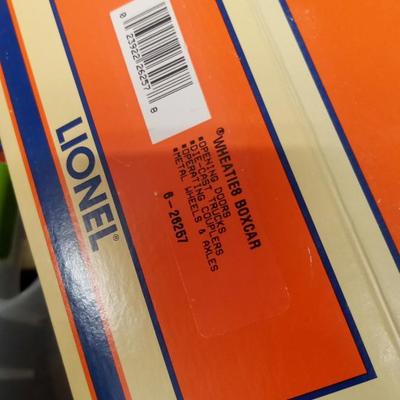 0 23922 26257 8
LIONEL®
®WHEATIES BOXCAR
▪OPENING DOORS
▪DIE-CAST TRUCKS
▪OPERATING COUPLERS
▪METAL WHEELS & AXLES
6-26257